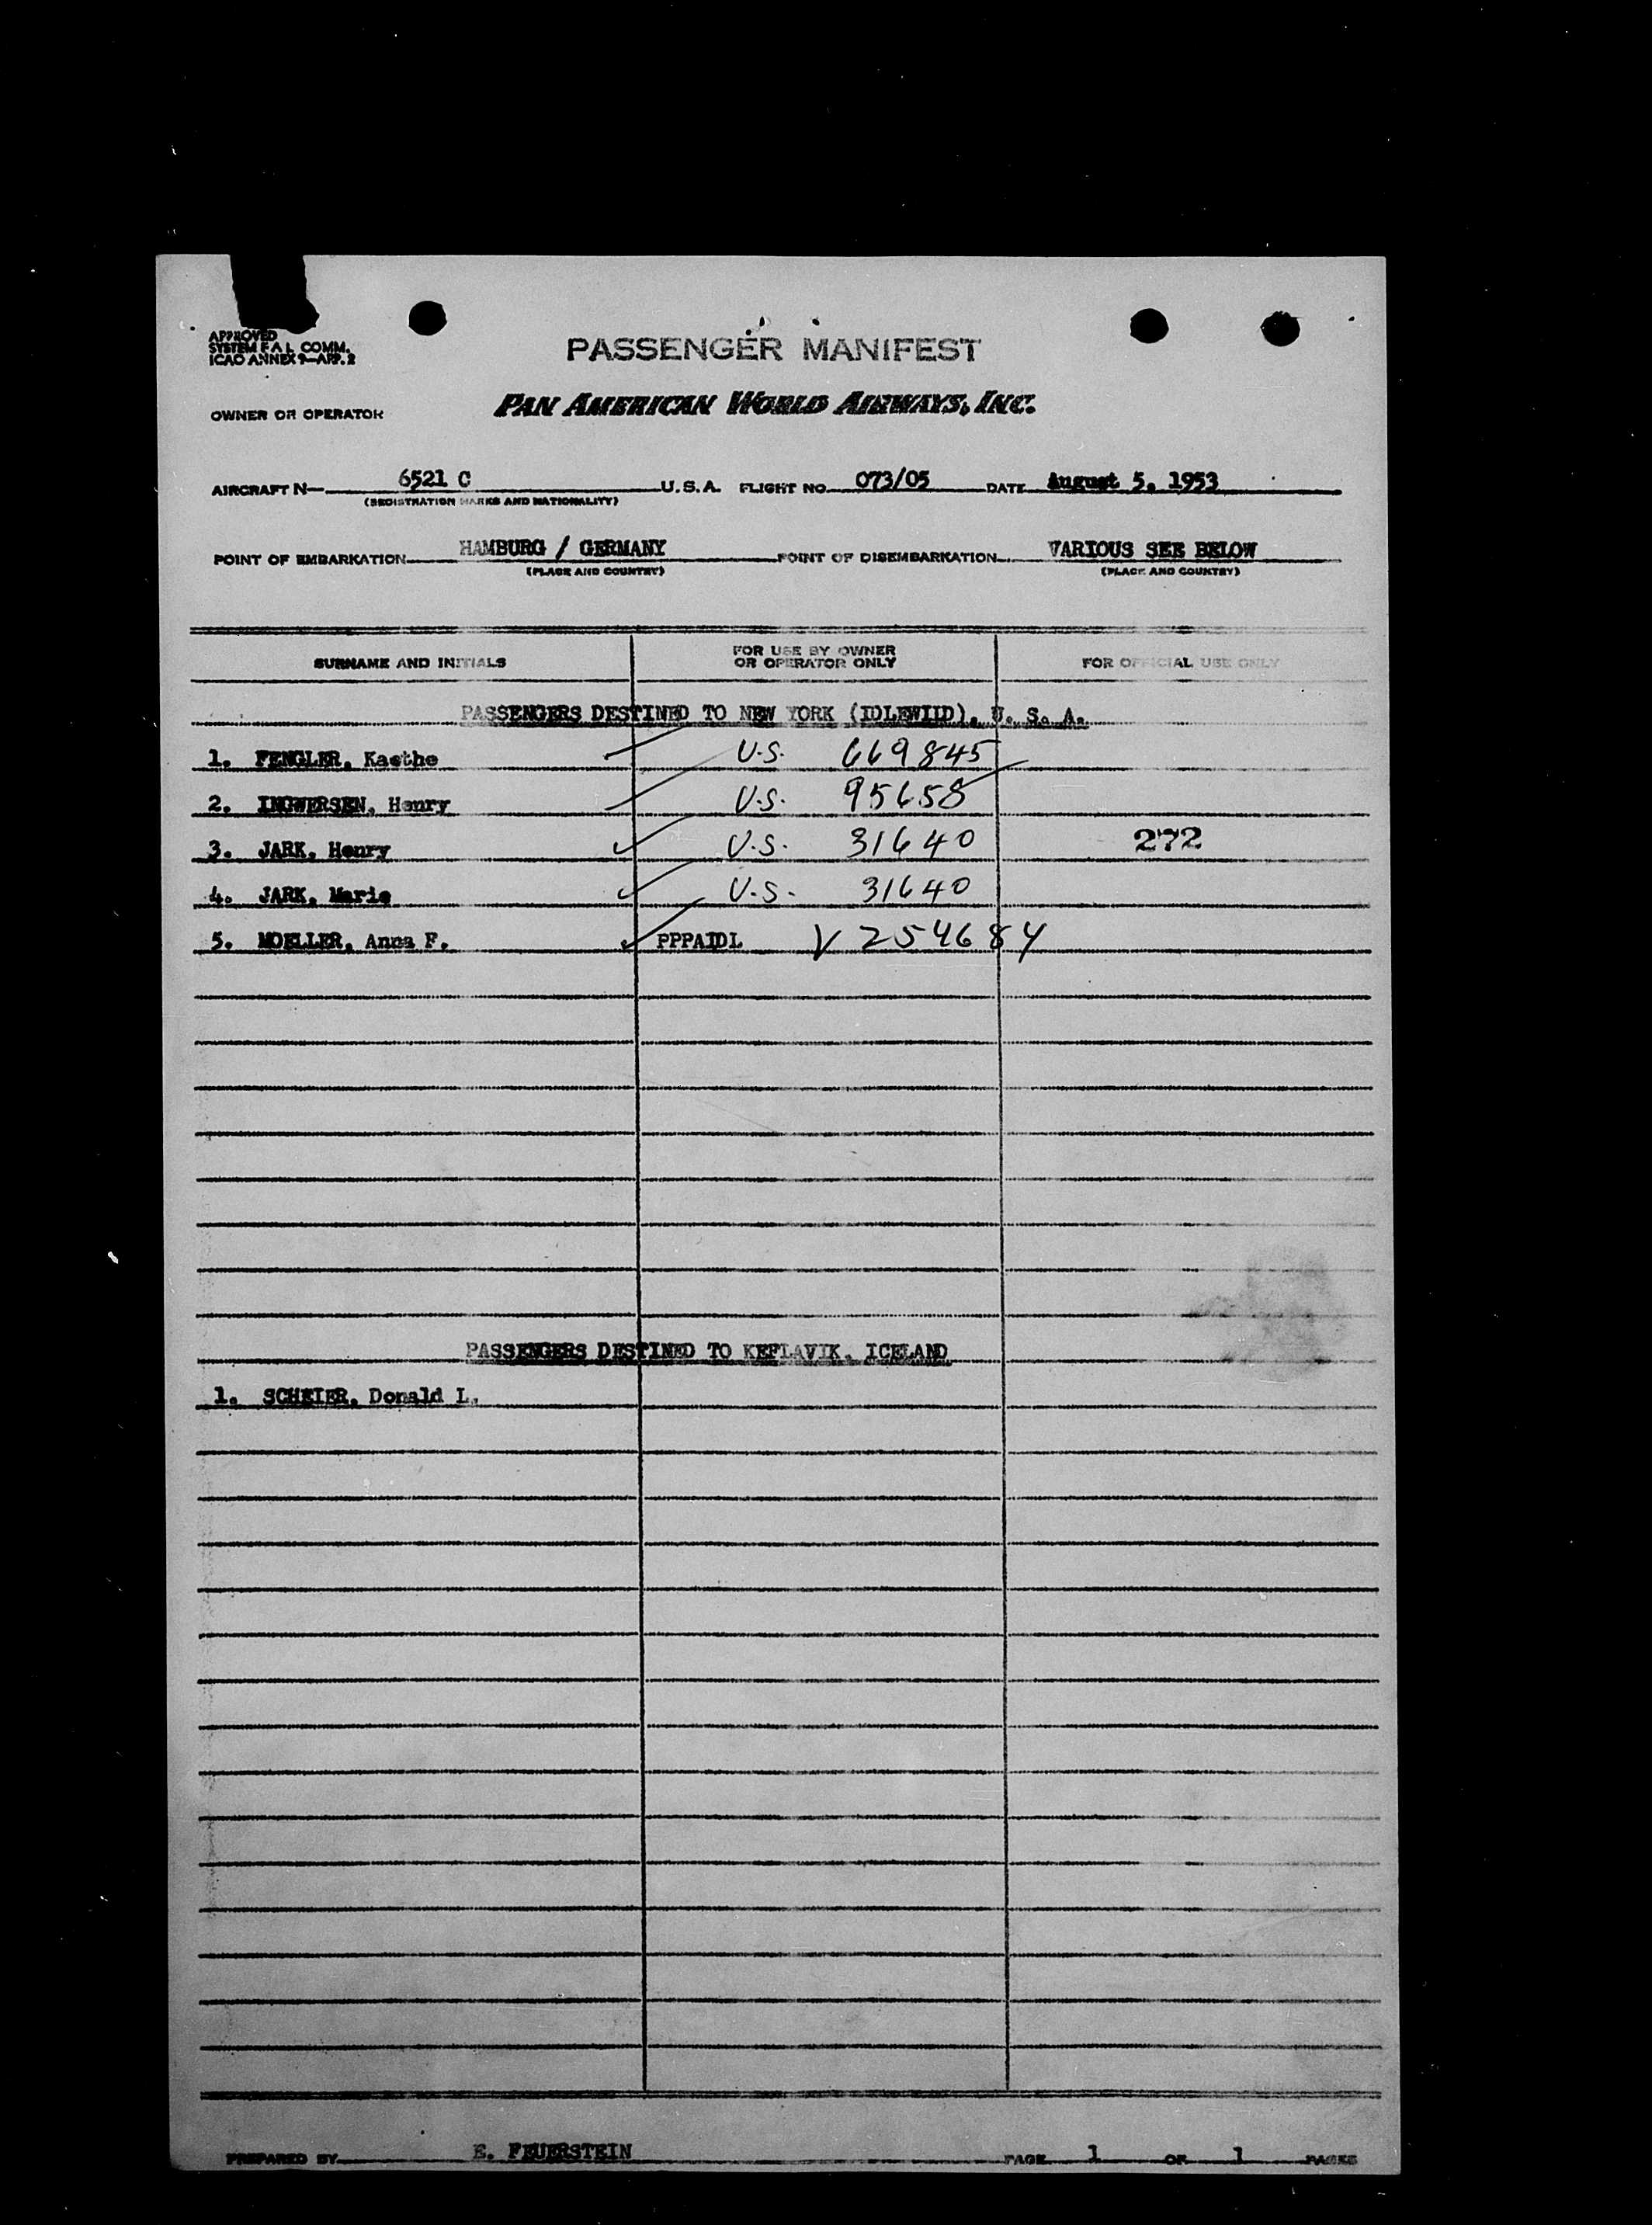 APPROVED
SYSTEM F A L COMM.
ICAO ANNEX 9—APP. 2
PASSENGER MANIFEST
OWNER OR OPERATOR PAN AMERICAN WORLD AIRWAYS, INC.
AIRCRAFT N— 6521 C U.S.A. FLIGHT NO. 073/05 DATE August 5, 1953
(REGISTRATION MARKS AND NATIONALITY)
POINT OF EMBARKATION HAMBURG / GERMANY POINT OF DISEMBARKATION VARIOUS SEE BELOW
(PLACE AND COUNTRY) (PLACE AND COUNTRY)
SURNAME AND INITIALS FOR USE BY OWNER OR OPERATOR ONLY FOR OFFICIAL USE ONLY
PASSENGERS DESTINED TO NEW YORK (IDLEWILD), U. S. A.
1. FENGLER, Kaethe U.S. 669845
2. INGWERSEN, Henry U.S. 95658
3. JARK, Henry U.S. 31640 272
4. JARK, Marie U.S. 31640
5. MOELLER, Anna F. PPPAIDL V 254684
PASSENGERS DESTINED TO KEFLAVIK, ICELAND
1. SCHEIER, Donald L.
PREPARED BY E. FEUERSTEIN PAGE 1 OF 1 PAGES